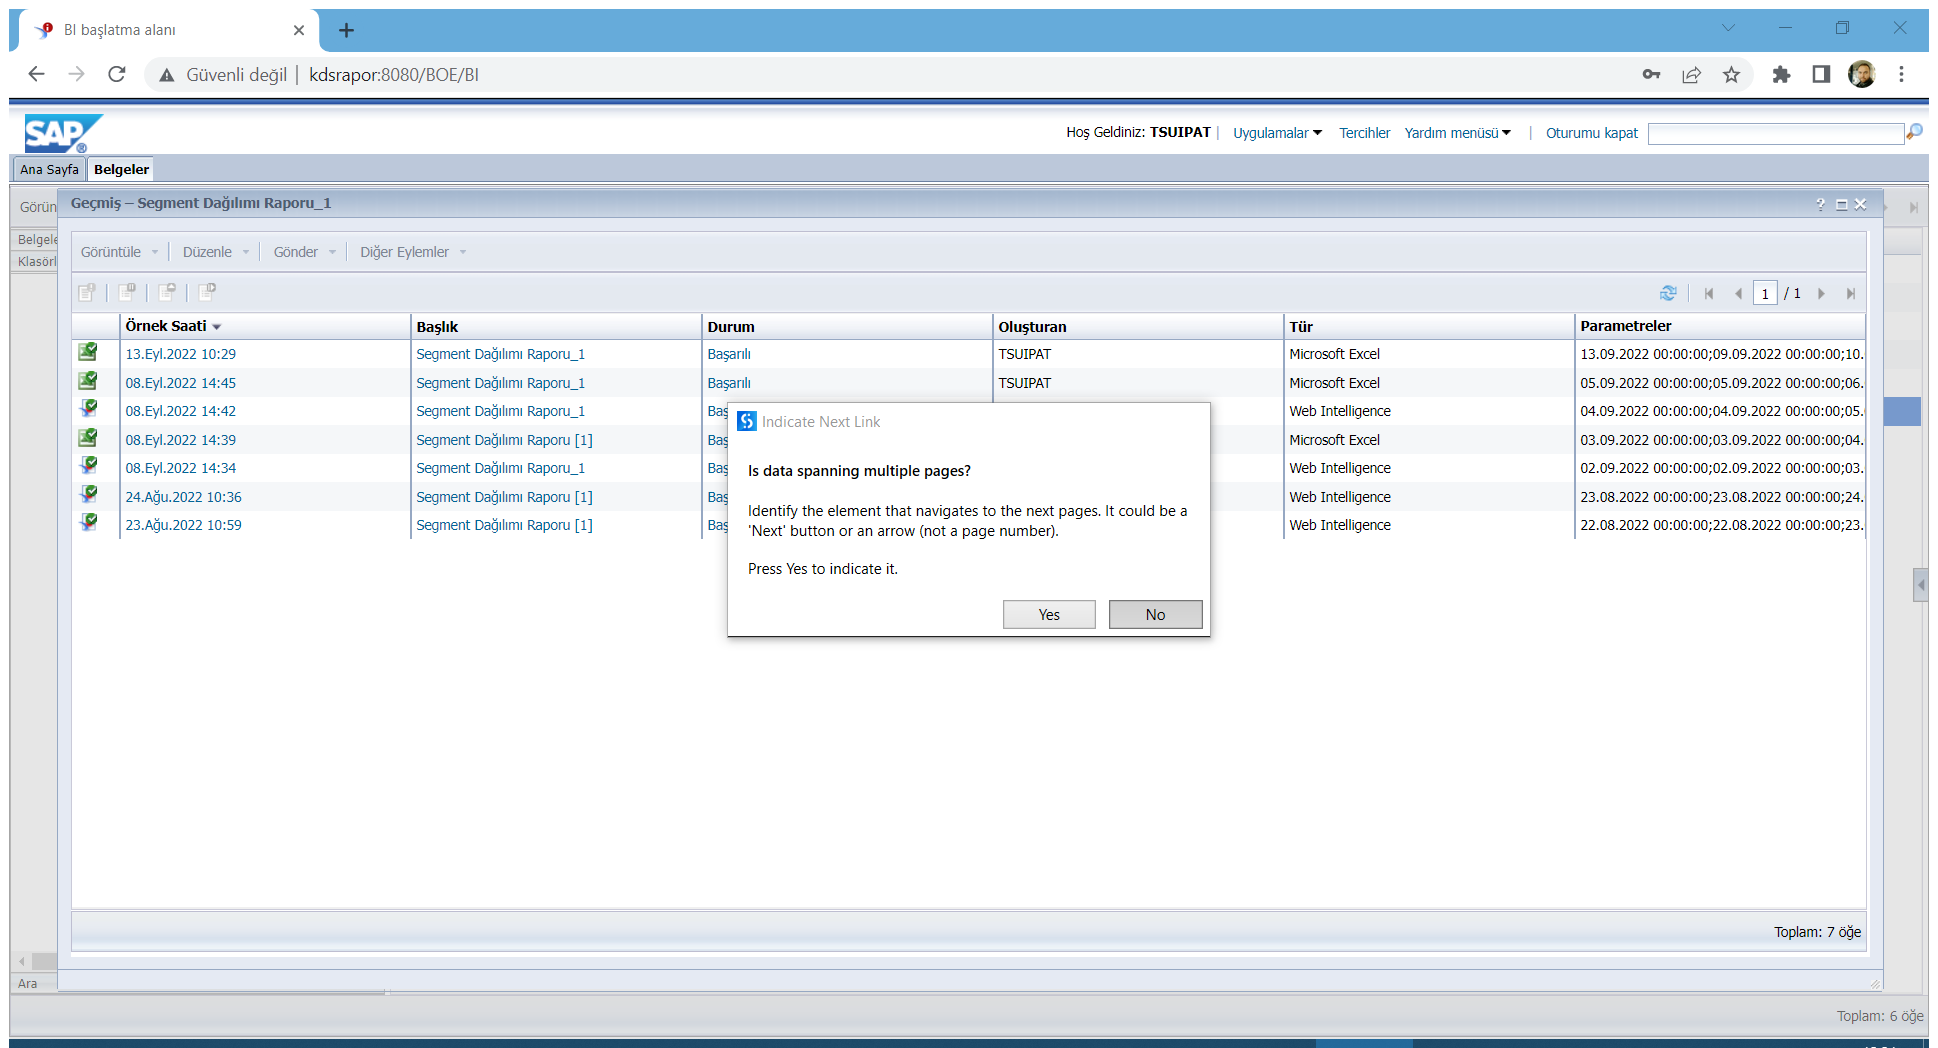 BI başlatma alanı
Güvenli değil | kdsrapor:8080/BOE/BI
SAP
Hoş Geldiniz: TSUIPAT | Uygulamalar Tercihler Yardım menüsü | Oturumu kapat
Ana Sayfa Belgeler
Görün
Geçmiş – Segment Dağılımı Raporu_1
Belgele
Klasörl
Görüntüle Düzenle Gönder Diğer Eylemler
1 / 1
Örnek Saati Başlık Durum Oluşturan Tür Parametreler
13.Eyl.2022 10:29 Segment Dağılımı Raporu_1 Başarılı TSUIPAT Microsoft Excel 13.09.2022 00:00:00;09.09.2022 00:00:00;10.
08.Eyl.2022 14:45 Segment Dağılımı Raporu_1 Başarılı TSUIPAT Microsoft Excel 05.09.2022 00:00:00;05.09.2022 00:00:00;06.
08.Eyl.2022 14:42 Segment Dağılımı Raporu_1 Baş Web Intelligence 04.09.2022 00:00:00;04.09.2022 00:00:00;05.
08.Eyl.2022 14:39 Segment Dağılımı Raporu [1] Baş Microsoft Excel 03.09.2022 00:00:00;03.09.2022 00:00:00;04.
08.Eyl.2022 14:34 Segment Dağılımı Raporu_1 Baş Web Intelligence 02.09.2022 00:00:00;02.09.2022 00:00:00;03.
24.Ağu.2022 10:36 Segment Dağılımı Raporu [1] Baş Web Intelligence 23.08.2022 00:00:00;23.08.2022 00:00:00;24.
23.Ağu.2022 10:59 Segment Dağılımı Raporu [1] Baş Web Intelligence 22.08.2022 00:00:00;22.08.2022 00:00:00;23.
Indicate Next Link
Is data spanning multiple pages?
Identify the element that navigates to the next pages. It could be a
'Next' button or an arrow (not a page number).
Press Yes to indicate it.
Yes No
Toplam: 7 öğe
Ara
Toplam: 6 öğe